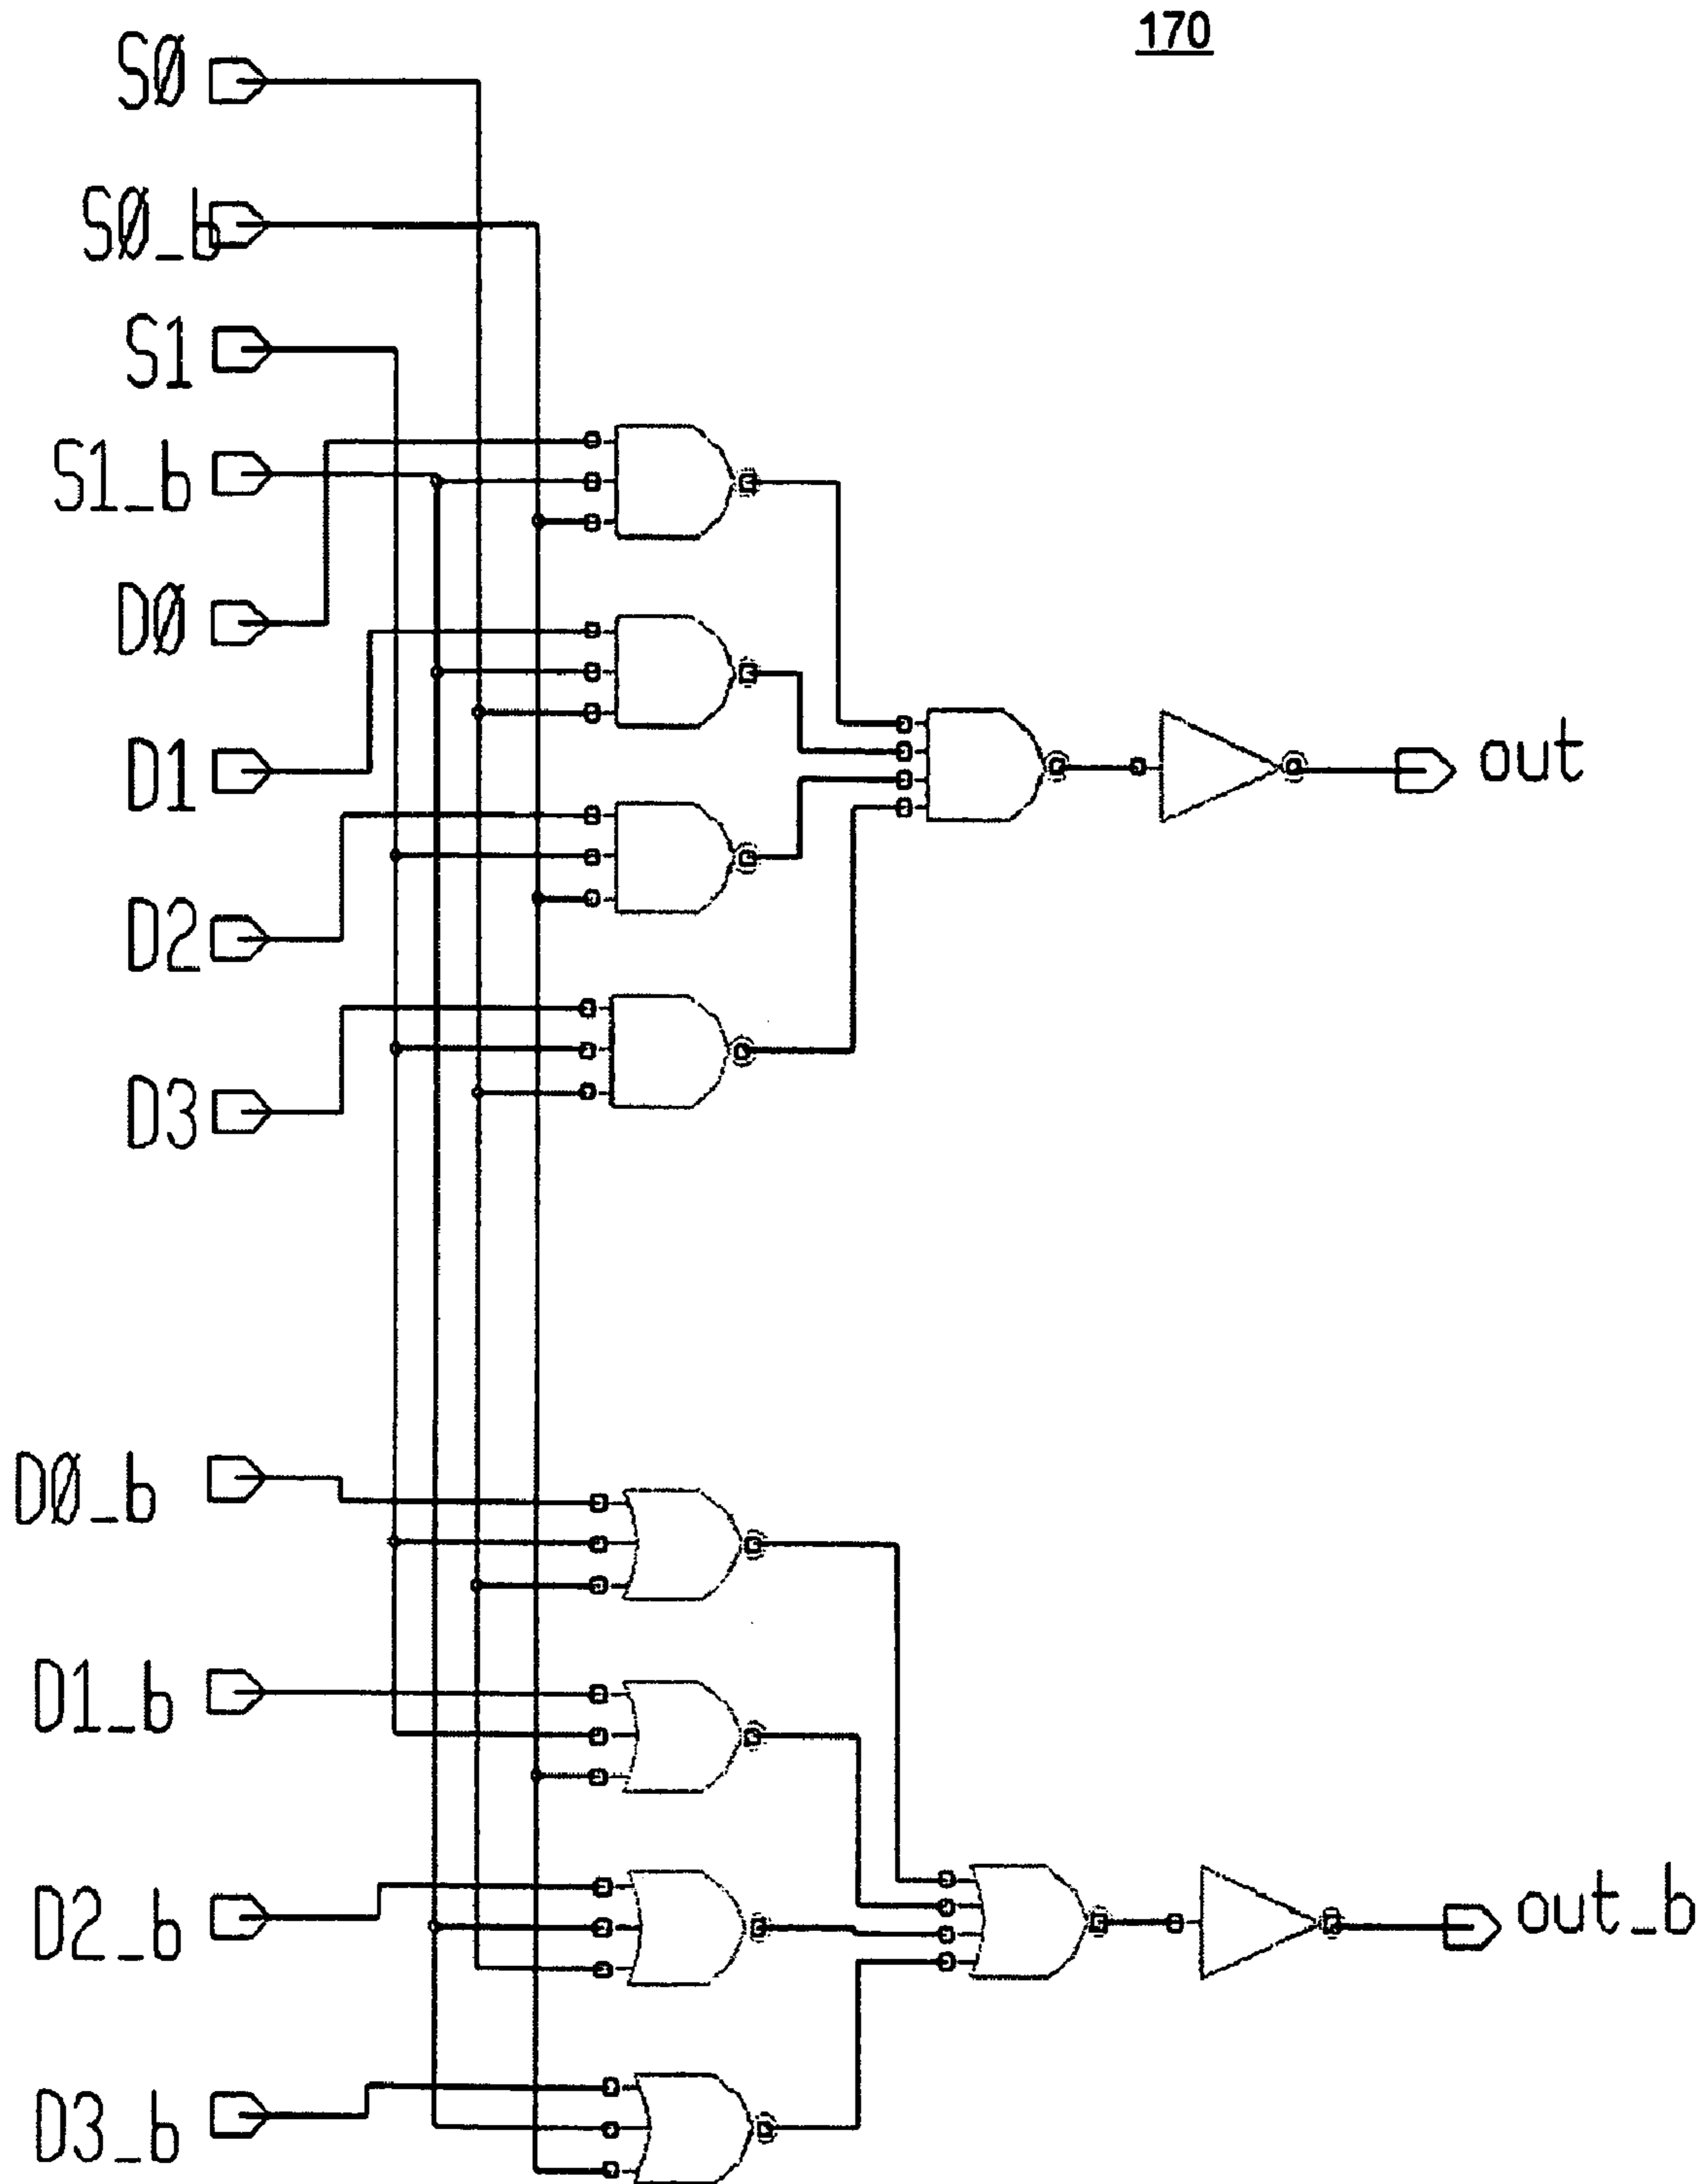 170
SØ
SØ_b
S1
S1_b
DØ
D1
out
D2
D3
DØ_b
D1_b
D2_b
out_b
D3_b